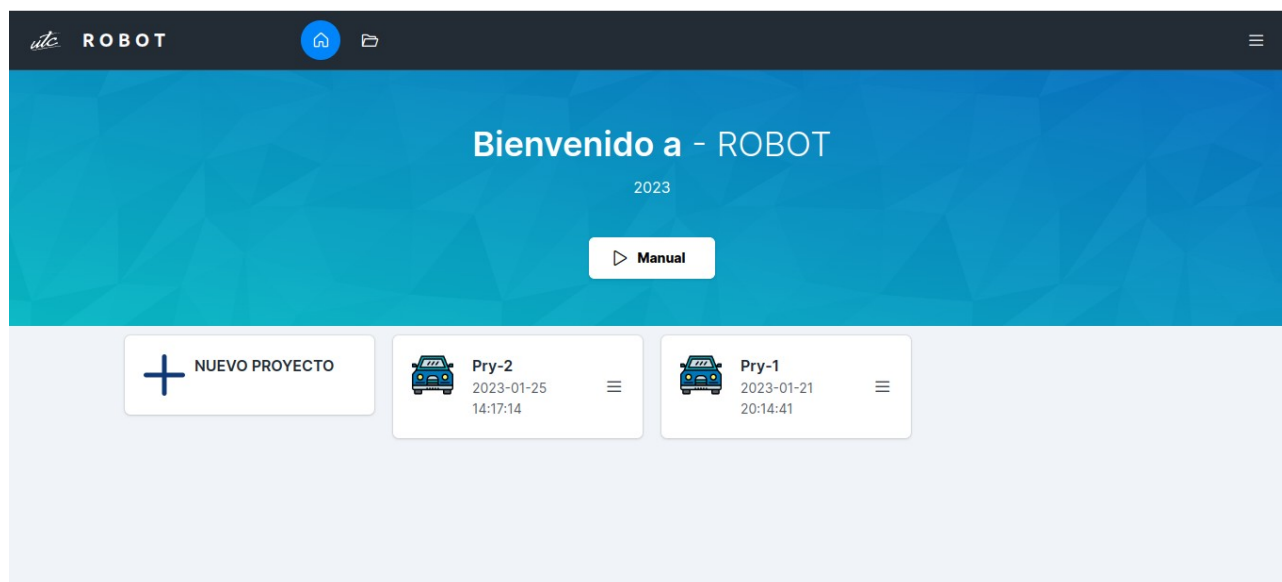 utc ROBOT
Bienvenido a - ROBOT
2023
Manual
NUEVO PROYECTO
Pry-2
2023-01-25
14:17:14
Pry-1
2023-01-21
20:14:41